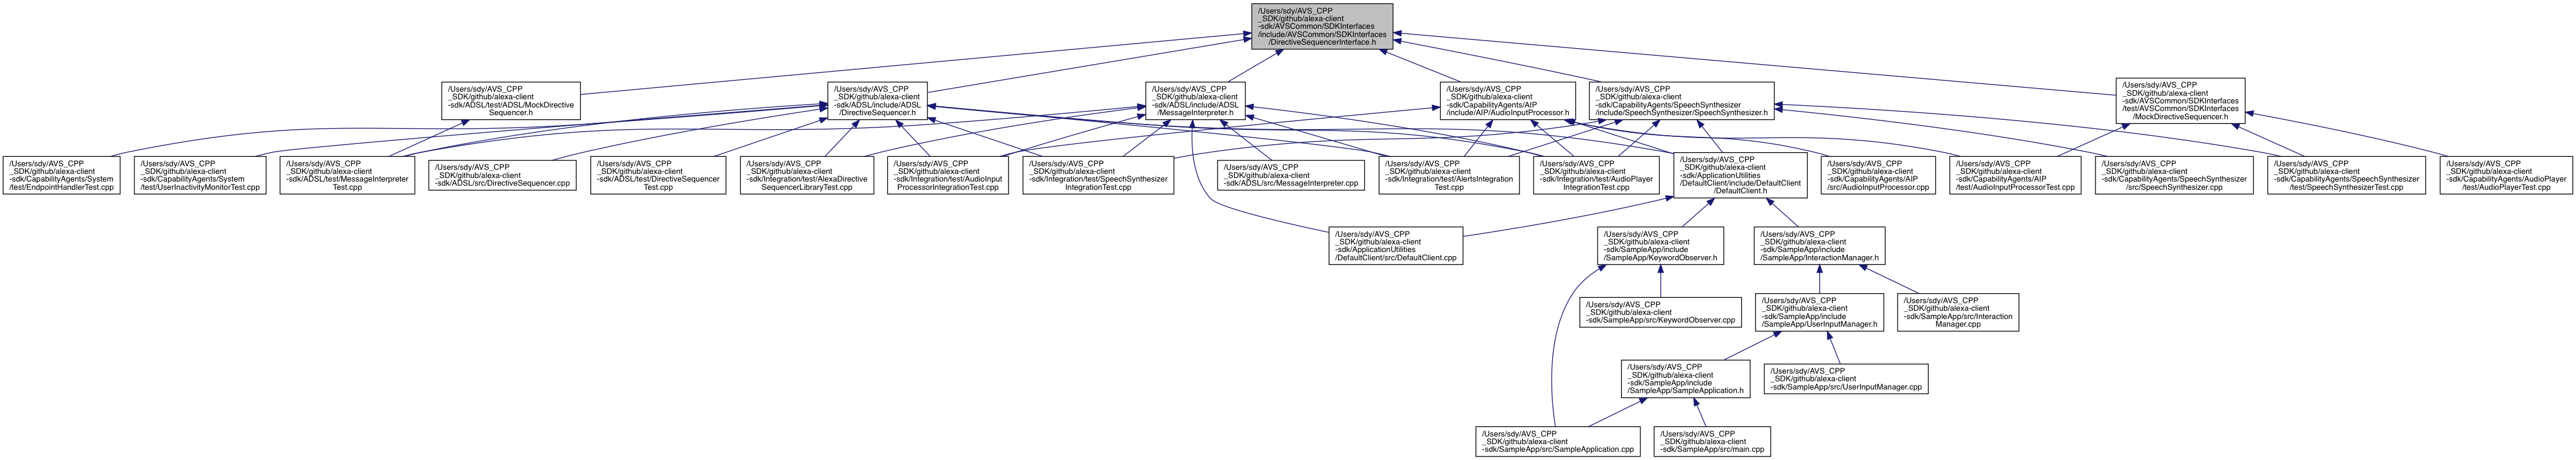 /Users/sdy/AVS_CPP
_SDK/github/alexa-client
-sdk/AVSCommon/SDKInterfaces
/include/AVSCommon/SDKInterfaces
/DirectiveSequencerInterface.h
/Users/sdy/AVS_CPP
_SDK/github/alexa-client
-sdk/ADSL/test/ADSL/MockDirective
Sequencer.h
/Users/sdy/AVS_CPP
_SDK/github/alexa-client
-sdk/ADSL/include/ADSL
/DirectiveSequencer.h
/Users/sdy/AVS_CPP
_SDK/github/alexa-client
-sdk/ADSL/include/ADSL
/MessageInterpreter.h
/Users/sdy/AVS_CPP
_SDK/github/alexa-client
-sdk/CapabilityAgents/AIP
/include/AIP/AudioInputProcessor.h
/Users/sdy/AVS_CPP
_SDK/github/alexa-client
-sdk/CapabilityAgents/SpeechSynthesizer
/include/SpeechSynthesizer/SpeechSynthesizer.h
/Users/sdy/AVS_CPP
_SDK/github/alexa-client
-sdk/AVSCommon/SDKInterfaces
/test/AVSCommon/SDKInterfaces
/MockDirectiveSequencer.h
/Users/sdy/AVS_CPP
_SDK/github/alexa-client
-sdk/CapabilityAgents/System
/test/EndpointHandlerTest.cpp
/Users/sdy/AVS_CPP
_SDK/github/alexa-client
-sdk/CapabilityAgents/System
/test/UserInactivityMonitorTest.cpp
/Users/sdy/AVS_CPP
_SDK/github/alexa-client
-sdk/ADSL/test/MessageInterpreter
Test.cpp
/Users/sdy/AVS_CPP
_SDK/github/alexa-client
-sdk/ADSL/src/DirectiveSequencer.cpp
/Users/sdy/AVS_CPP
_SDK/github/alexa-client
-sdk/ADSL/test/DirectiveSequencer
Test.cpp
/Users/sdy/AVS_CPP
_SDK/github/alexa-client
-sdk/Integration/test/AlexaDirective
SequencerLibraryTest.cpp
/Users/sdy/AVS_CPP
_SDK/github/alexa-client
-sdk/Integration/test/AudioInput
ProcessorIntegrationTest.cpp
/Users/sdy/AVS_CPP
_SDK/github/alexa-client
-sdk/Integration/test/SpeechSynthesizer
IntegrationTest.cpp
/Users/sdy/AVS_CPP
_SDK/github/alexa-client
-sdk/ADSL/src/MessageInterpreter.cpp
/Users/sdy/AVS_CPP
_SDK/github/alexa-client
-sdk/Integration/test/AlertsIntegration
Test.cpp
/Users/sdy/AVS_CPP
_SDK/github/alexa-client
-sdk/Integration/test/AudioPlayer
IntegrationTest.cpp
/Users/sdy/AVS_CPP
_SDK/github/alexa-client
-sdk/ApplicationUtilities
/DefaultClient/include/DefaultClient
/DefaultClient.h
/Users/sdy/AVS_CPP
_SDK/github/alexa-client
-sdk/CapabilityAgents/AIP
/src/AudioInputProcessor.cpp
/Users/sdy/AVS_CPP
_SDK/github/alexa-client
-sdk/CapabilityAgents/AIP
/test/AudioInputProcessorTest.cpp
/Users/sdy/AVS_CPP
_SDK/github/alexa-client
-sdk/CapabilityAgents/SpeechSynthesizer
/src/SpeechSynthesizer.cpp
/Users/sdy/AVS_CPP
_SDK/github/alexa-client
-sdk/CapabilityAgents/SpeechSynthesizer
/test/SpeechSynthesizerTest.cpp
/Users/sdy/AVS_CPP
_SDK/github/alexa-client
-sdk/CapabilityAgents/AudioPlayer
/test/AudioPlayerTest.cpp
/Users/sdy/AVS_CPP
_SDK/github/alexa-client
-sdk/ApplicationUtilities
/DefaultClient/src/DefaultClient.cpp
/Users/sdy/AVS_CPP
_SDK/github/alexa-client
-sdk/SampleApp/include
/SampleApp/KeywordObserver.h
/Users/sdy/AVS_CPP
_SDK/github/alexa-client
-sdk/SampleApp/include
/SampleApp/InteractionManager.h
/Users/sdy/AVS_CPP
_SDK/github/alexa-client
-sdk/SampleApp/src/KeywordObserver.cpp
/Users/sdy/AVS_CPP
_SDK/github/alexa-client
-sdk/SampleApp/include
/SampleApp/UserInputManager.h
/Users/sdy/AVS_CPP
_SDK/github/alexa-client
-sdk/SampleApp/src/Interaction
Manager.cpp
/Users/sdy/AVS_CPP
_SDK/github/alexa-client
-sdk/SampleApp/include
/SampleApp/SampleApplication.h
/Users/sdy/AVS_CPP
_SDK/github/alexa-client
-sdk/SampleApp/src/UserInputManager.cpp
/Users/sdy/AVS_CPP
_SDK/github/alexa-client
-sdk/SampleApp/src/SampleApplication.cpp
/Users/sdy/AVS_CPP
_SDK/github/alexa-client
-sdk/SampleApp/src/main.cpp